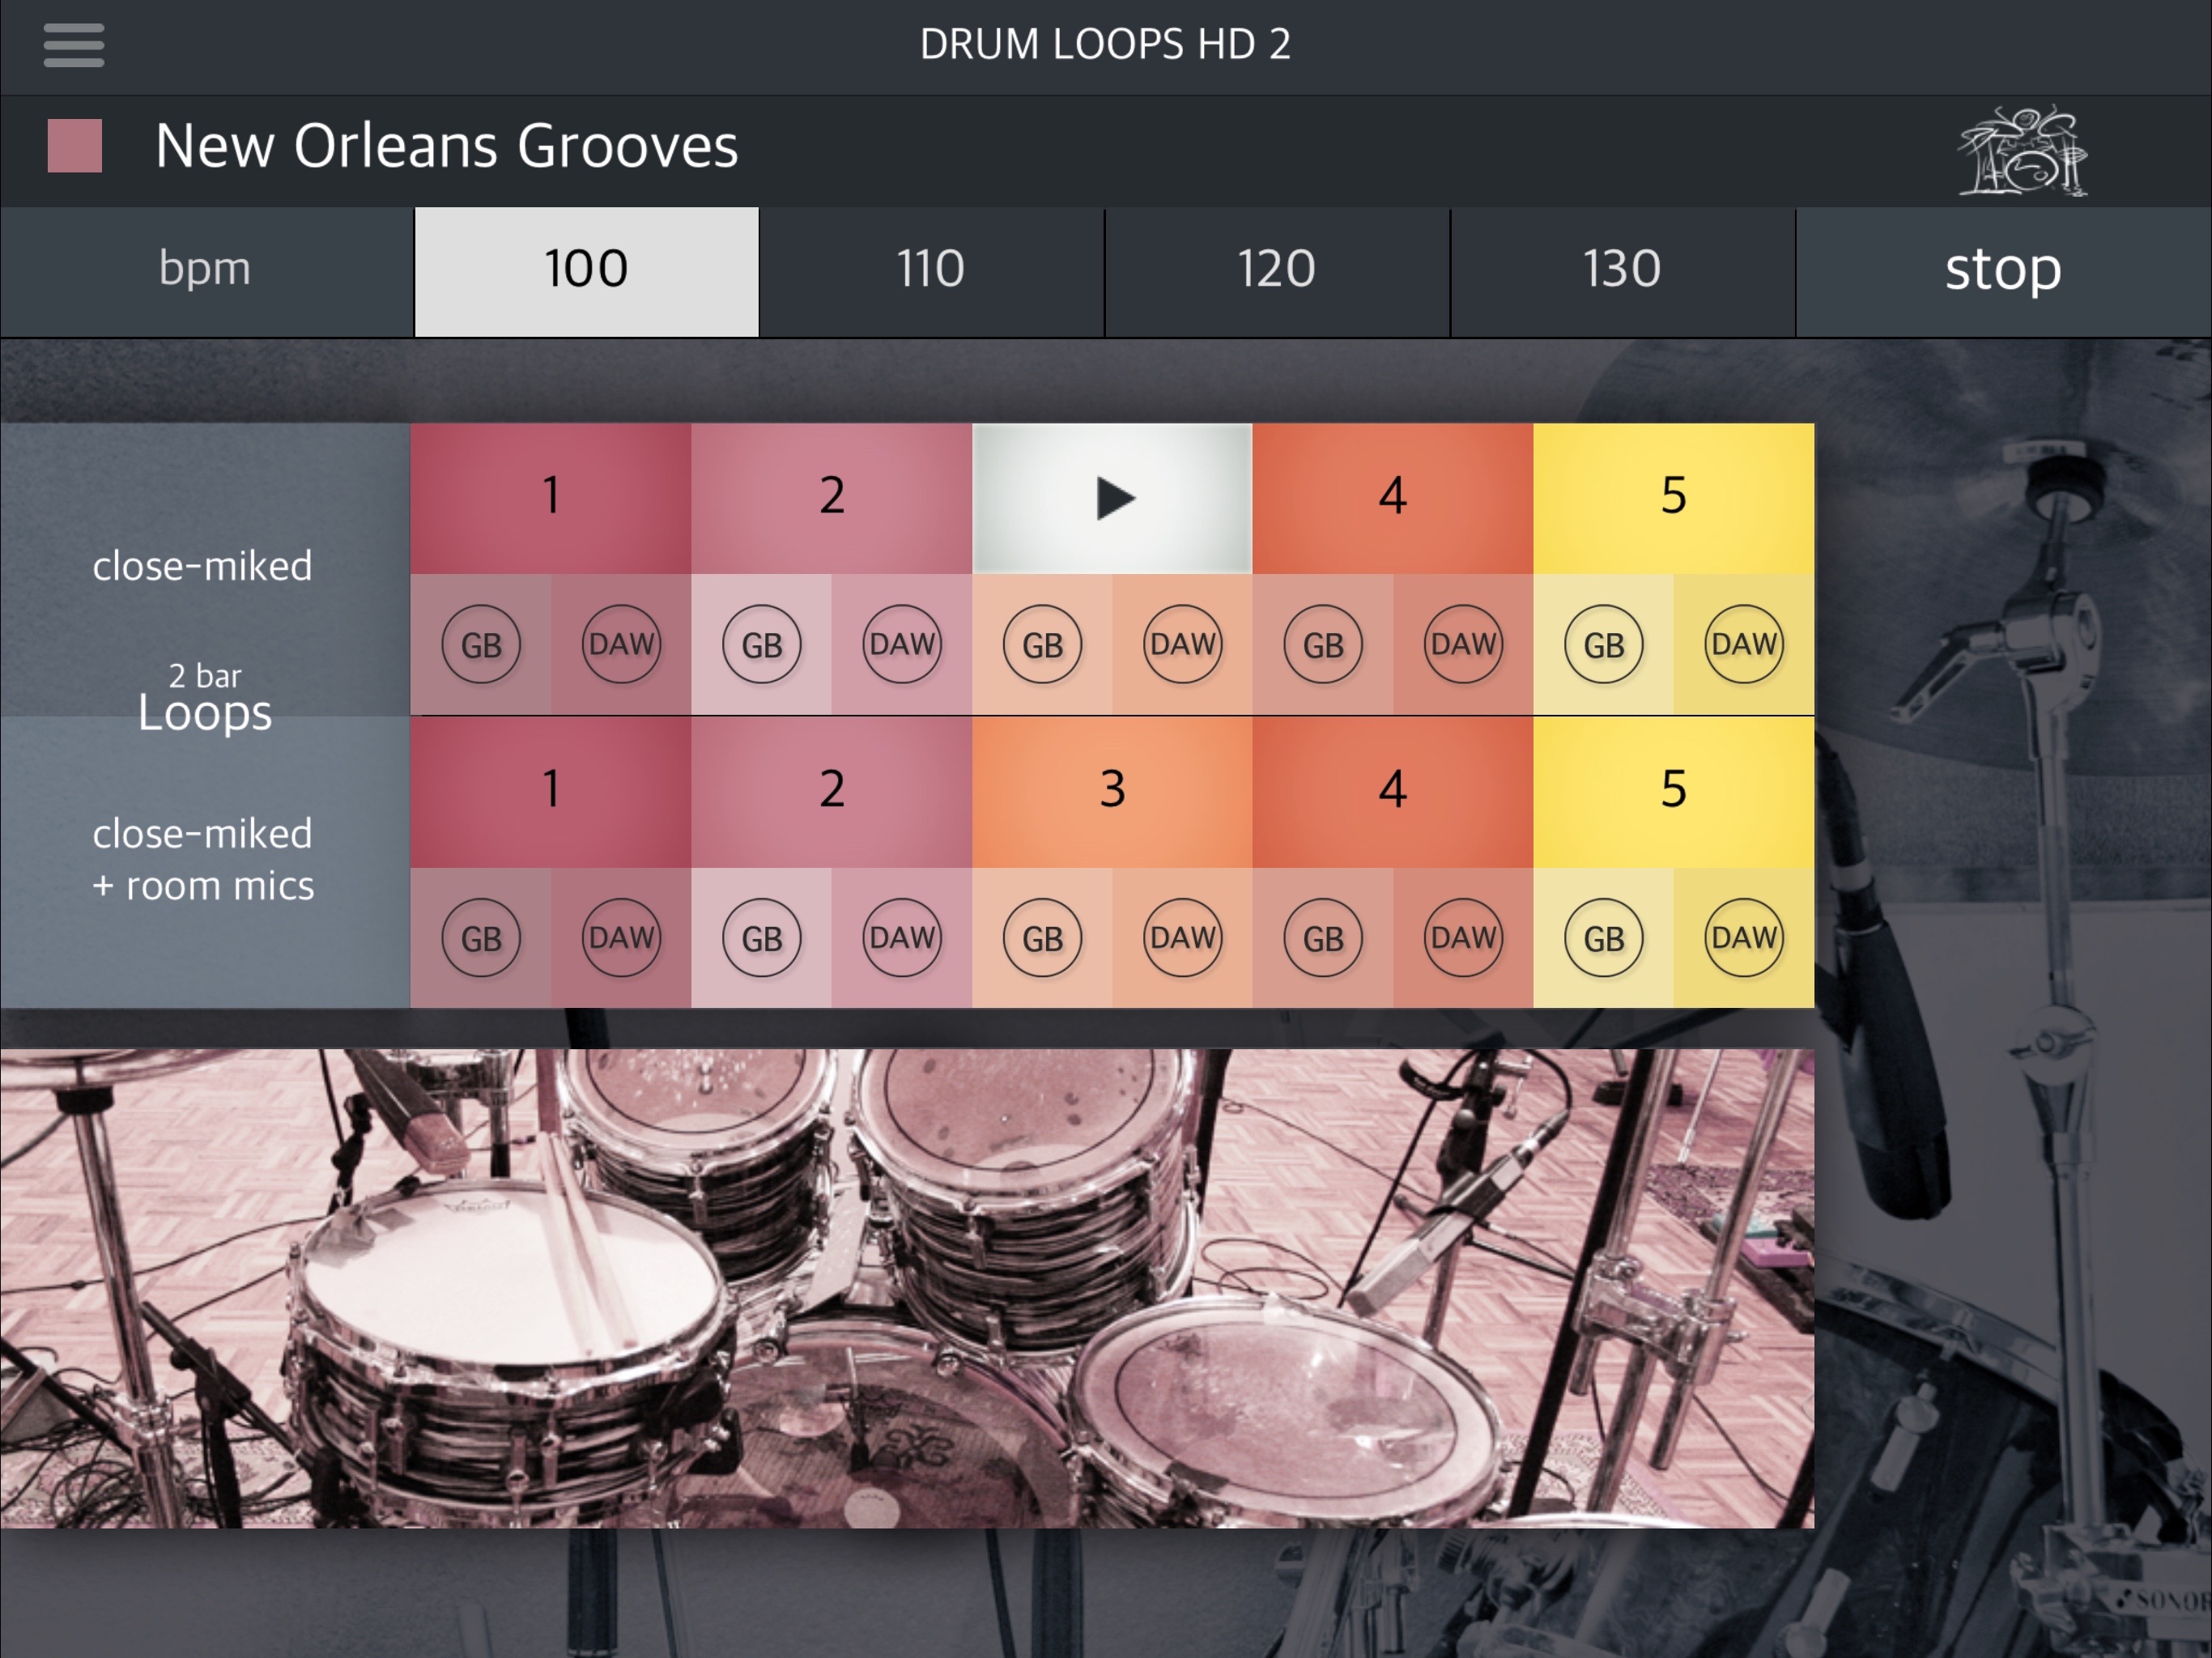 DRUM LOOPS HD 2
New Orleans Grooves
bpm 100 110 120 130 stop
close-miked
2 bar
Loops
close-miked
+ room mics
1 2 4 5
GB DAW GB DAW GB DAW GB DAW GB DAW
1 2 3 4 5
GB DAW GB DAW GB DAW GB DAW GB DAW
SONOR